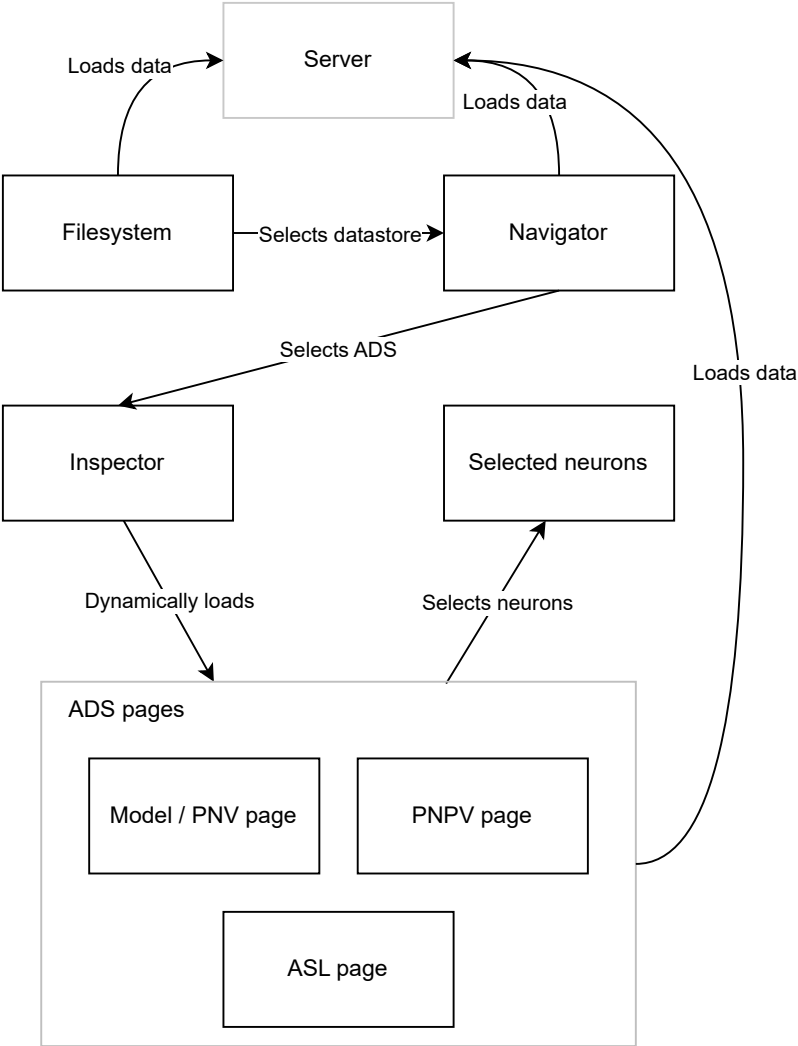 Server
Loads data
Loads data
Filesystem
Selects datastore
Navigator
Selects ADS
Loads data
Inspector
Selected neurons
Dynamically loads
Selects neurons
ADS pages
Model / PNV page
PNPV page
ASL page